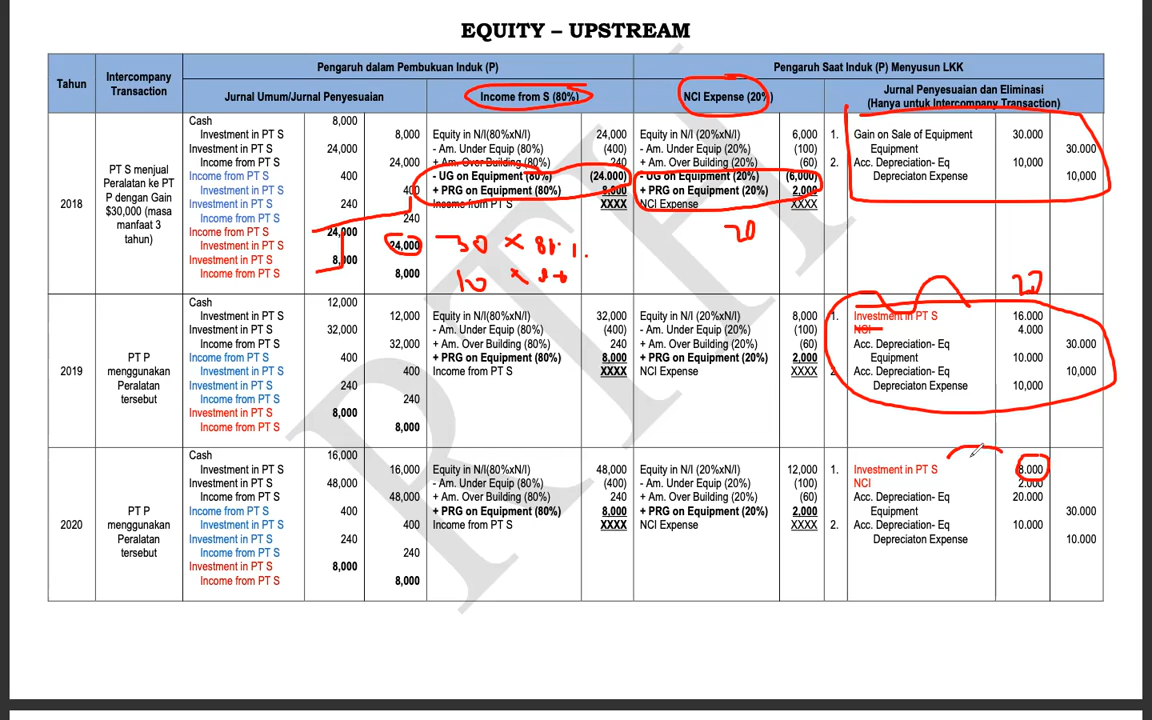 EQUITY – UPSTREAM
Tahun
Intercompany
Transaction
Pengaruh dalam Pembukuan Induk (P)
Pengaruh Saat Induk (P) Menyusun LKK
Jurnal Umum/Jurnal Penyesuaian
Income from S (80%)
NCI Expense (20%)
Jurnal Penyesuaian dan Eliminasi
(Hanya untuk Intercompany Transaction)
2018
PT S menjual
Peralatan ke PT
P dengan Gain
$30,000 (masa
manfaat 3
tahun)
Cash 8,000
Investment in PT S 8,000
Investment in PT S 24,000
Income from PT S 24,000
Income from PT S 400
Investment in PT S 400
Investment in PT S 240
Income from PT S 240
Income from PT S 24,000
Investment in PT S 24,000
Investment in PT S 8,000
Income from PT S 8,000
Equity in N/I(80%xN/I) 24,000
- Am. Under Equip (80%) (400)
+ Am. Over Building (80%) 240
- UG on Equipment (80%) (24.000)
+ PRG on Equipment (80%) 8,000
Income from PT S XXXX
30 x 80%
10 x 80
Equity in N/I (20%xN/I) 6,000
- Am. Under Equip (20%) (100)
+ Am. Over Building (20%) (60)
- UG on Equipment (20%) (6,000)
+ PRG on Equipment (20%) 2,000
NCI Expense XXXX
20
1. Gain on Sale of Equipment 30.000
Equipment 30.000
2. Acc. Depreciation- Eq 10,000
Depreciaton Expense 10,000
20
2019
PT P
menggunakan
Peralatan
tersebut
Cash 12,000
Investment in PT S 12,000
Investment in PT S 32,000
Income from PT S 32,000
Income from PT S 400
Investment in PT S 400
Investment in PT S 240
Income from PT S 240
Investment in PT S 8,000
Income from PT S 8,000
Equity in N/I(80%xN/I) 32,000
- Am. Under Equip (80%) (400)
+ Am. Over Building (80%) 240
+ PRG on Equipment (80%) 8,000
Income from PT S XXXX
Equity in N/I (20%xN/I) 8,000
- Am. Under Equip (20%) (100)
+ Am. Over Building (20%) (60)
+ PRG on Equipment (20%) 2,000
NCI Expense XXXX
1. Investment in PT S 16.000
NCI 4.000
Acc. Depreciation- Eq 30.000
Equipment 10.000
2. Acc. Depreciation- Eq 10,000
Depreciaton Expense 10,000
2020
PT P
menggunakan
Peralatan
tersebut
Cash 16,000
Investment in PT S 16,000
Investment in PT S 48,000
Income from PT S 48,000
Income from PT S 400
Investment in PT S 400
Investment in PT S 240
Income from PT S 240
Investment in PT S 8,000
Income from PT S 8,000
Equity in N/I(80%xN/I) 48,000
- Am. Under Equip (80%) (400)
+ Am. Over Building (80%) 240
+ PRG on Equipment (80%) 8,000
Income from PT S XXXX
Equity in N/I(20%xN/I) 12,000
- Am. Under Equip (20%) (100)
+ Am. Over Building (20%) (60)
+ PRG on Equipment (20%) 2,000
NCI Expense XXXX
1. Investment in PT S 8.000
NCI 2.000
Acc. Depreciation- Eq 20.000
Equipment 30.000
2. Acc. Depreciation- Eq 10.000
Depreciaton Expense 10.000